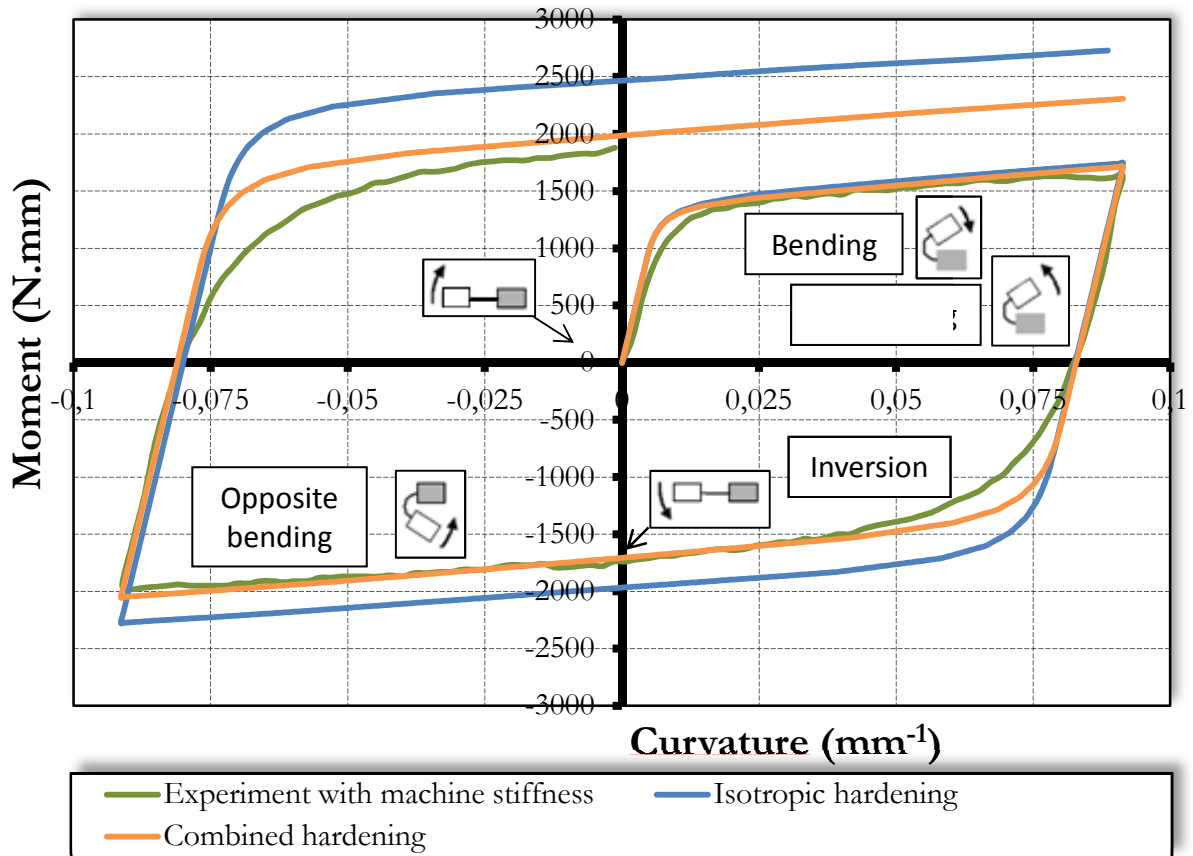 3000
2500
2000
1500
1000
500
0
-500
-1000
-1500
-2000
-2500
-3000
-0,1
-0,075
-0,05
-0,025
0
0,025
0,05
0,075
0,1
Moment (N.mm)
Curvature (mm⁻¹)
Bending
Inversion
Opposite
bending
Experiment with machine stiffness
Isotropic hardening
Combined hardening